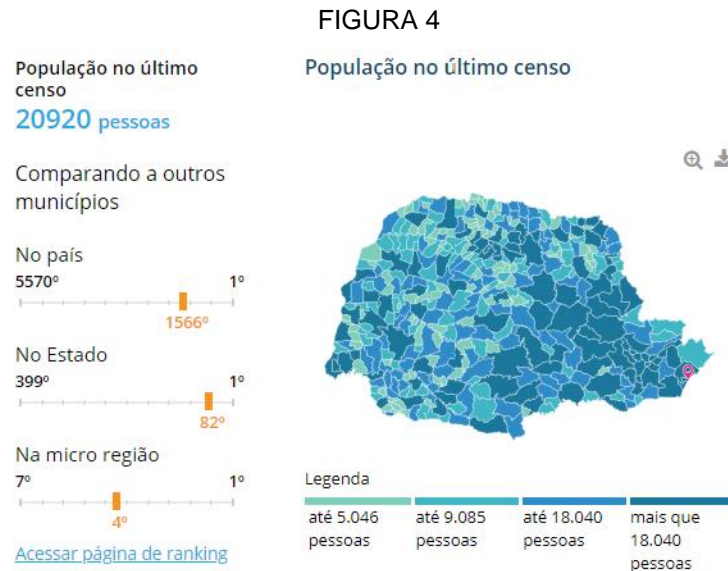 FIGURA 4
População no último
censo
20920 pessoas
Comparando a outros
municípios
No país
5570º 1º
1566º
No Estado
399º 1º
82º
Na micro região
7º 1º
4º
Acessar página de ranking
População no último censo
Legenda
até 5.046
pessoas
até 9.085
pessoas
até 18.040
pessoas
mais que
18.040
pessoas